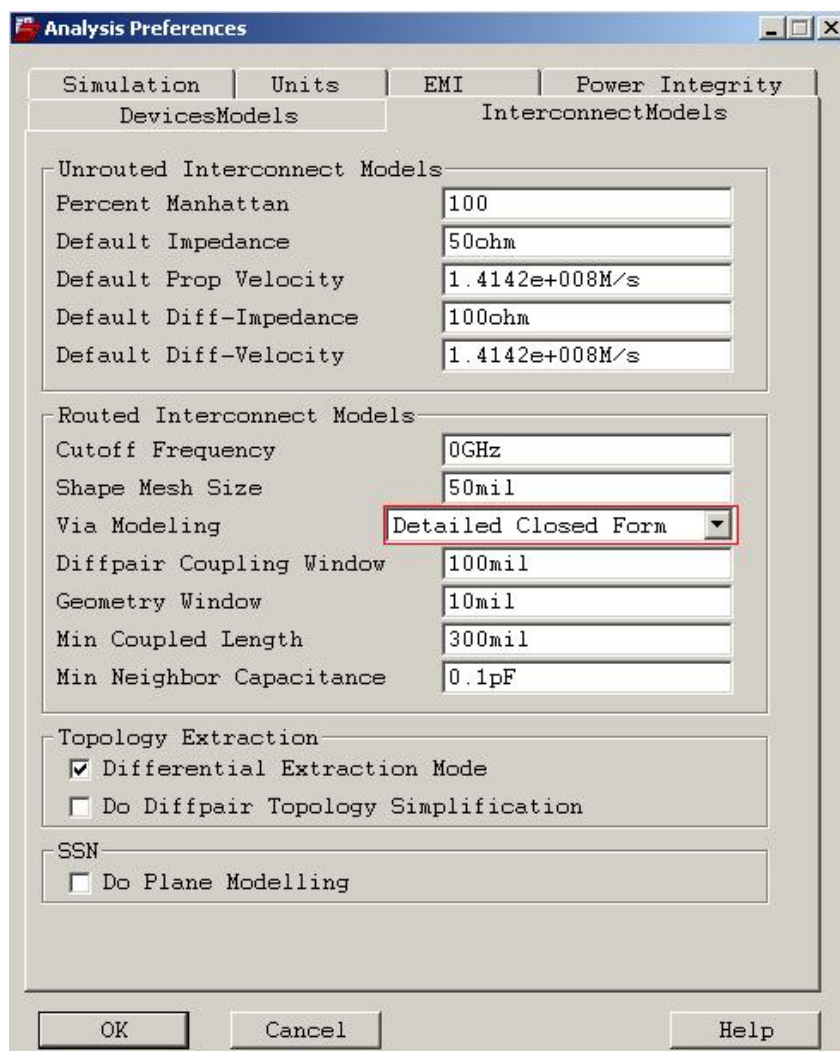 Analysis Preferences
Simulation Units EMI Power Integrity
DevicesModels InterconnectModels
Unrouted Interconnect Models
Percent Manhattan 100
Default Impedance 50ohm
Default Prop Velocity 1.4142e+008M/s
Default Diff-Impedance 100ohm
Default Diff-Velocity 1.4142e+008M/s
Routed Interconnect Models
Cutoff Frequency 0GHz
Shape Mesh Size 50mil
Via Modeling Detailed Closed Form
Diffpair Coupling Window 100mil
Geometry Window 10mil
Min Coupled Length 300mil
Min Neighbor Capacitance 0.1pF
Topology Extraction
Differential Extraction Mode
Do Diffpair Topology Simplification
SSN
Do Plane Modelling
OK Cancel Help